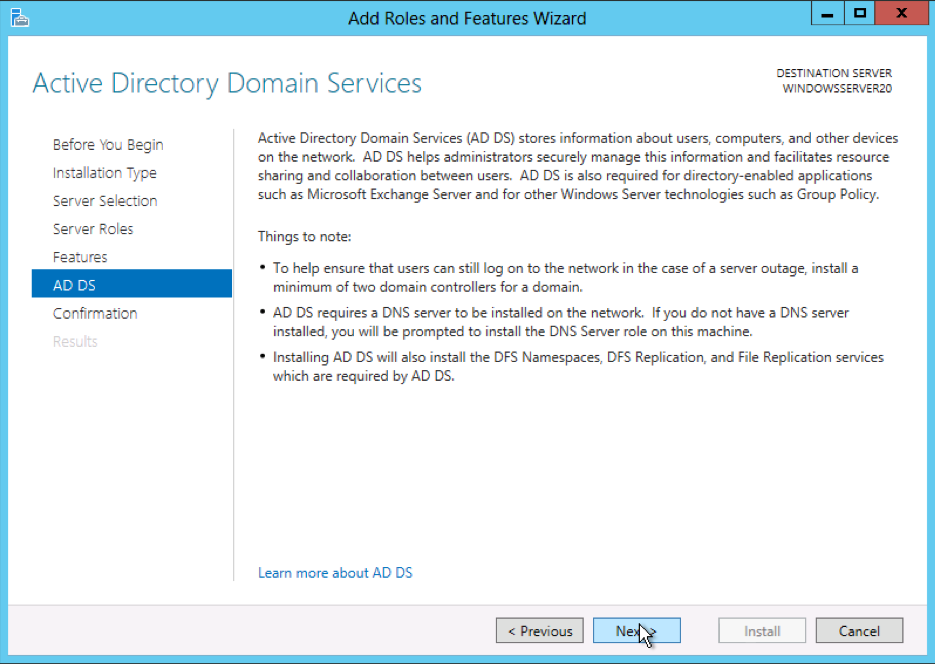 Add Roles and Features Wizard
Active Directory Domain Services
DESTINATION SERVER
WINDOWSSERVER20
Before You Begin
Installation Type
Server Selection
Server Roles
Features
AD DS
Confirmation
Results
Active Directory Domain Services (AD DS) stores information about users, computers, and other devices
on the network. AD DS helps administrators securely manage this information and facilitates resource
sharing and collaboration between users. AD DS is also required for directory-enabled applications
such as Microsoft Exchange Server and for other Windows Server technologies such as Group Policy.
Things to note:
• To help ensure that users can still log on to the network in the case of a server outage, install a
minimum of two domain controllers for a domain.
• AD DS requires a DNS server to be installed on the network. If you do not have a DNS server
installed, you will be prompted to install the DNS Server role on this machine.
• Installing AD DS will also install the DFS Namespaces, DFS Replication, and File Replication services
which are required by AD DS.
Learn more about AD DS
< Previous
Next >
Install
Cancel